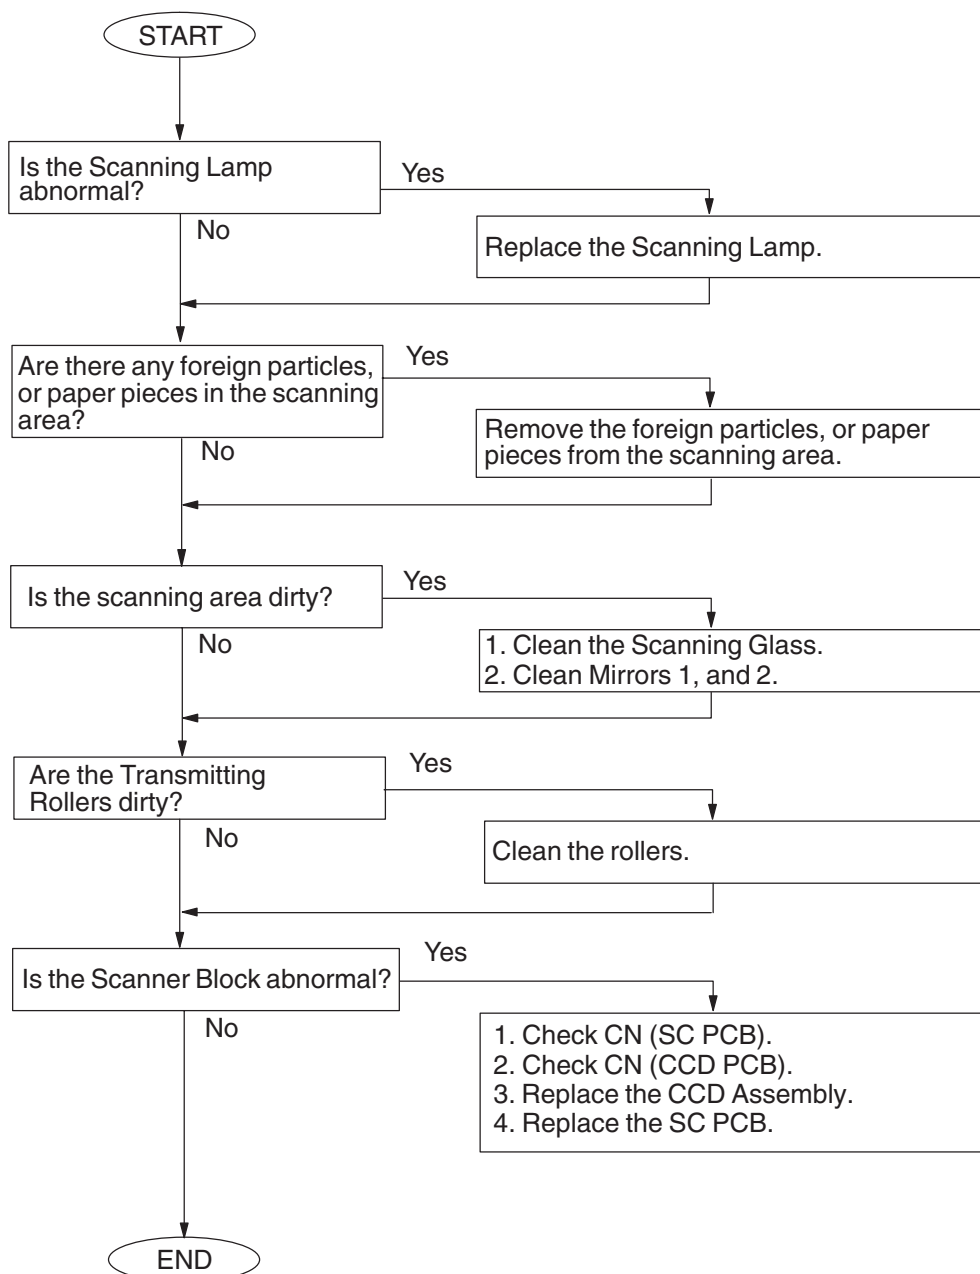 START
Is the Scanning Lamp
abnormal?
Yes
No
Replace the Scanning Lamp.
Are there any foreign particles,
or paper pieces in the scanning
area?
Yes
No
Remove the foreign particles, or paper
pieces from the scanning area.
Is the scanning area dirty?
Yes
No
1. Clean the Scanning Glass.
2. Clean Mirrors 1, and 2.
Are the Transmitting
Rollers dirty?
Yes
No
Clean the rollers.
Is the Scanner Block abnormal?
Yes
No
1. Check CN (SC PCB).
2. Check CN (CCD PCB).
3. Replace the CCD Assembly.
4. Replace the SC PCB.
END